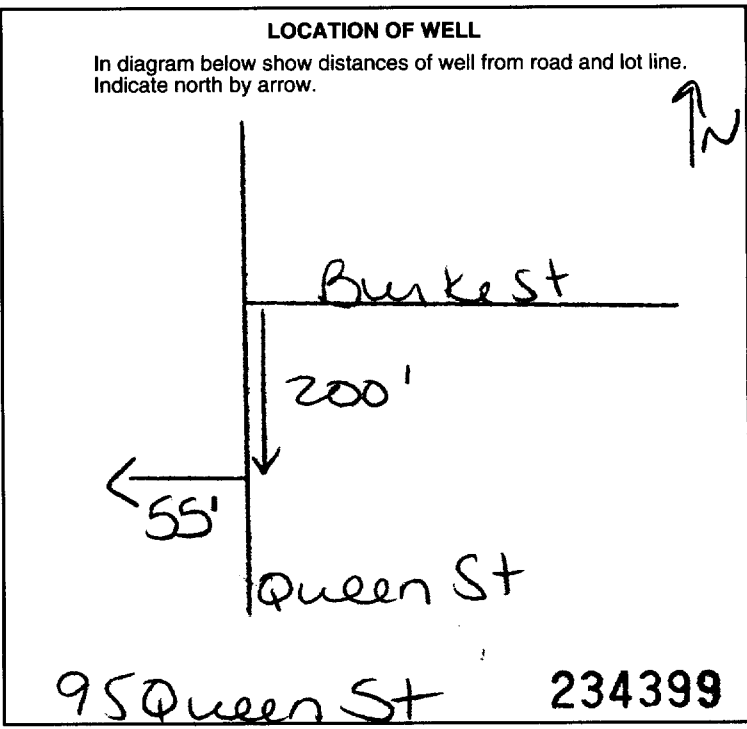 LOCATION OF WELL
In diagram below show distances of well from road and lot line.
Indicate north by arrow.
N
Burke St
200'
55'
Queen St
95 Queen St
234399